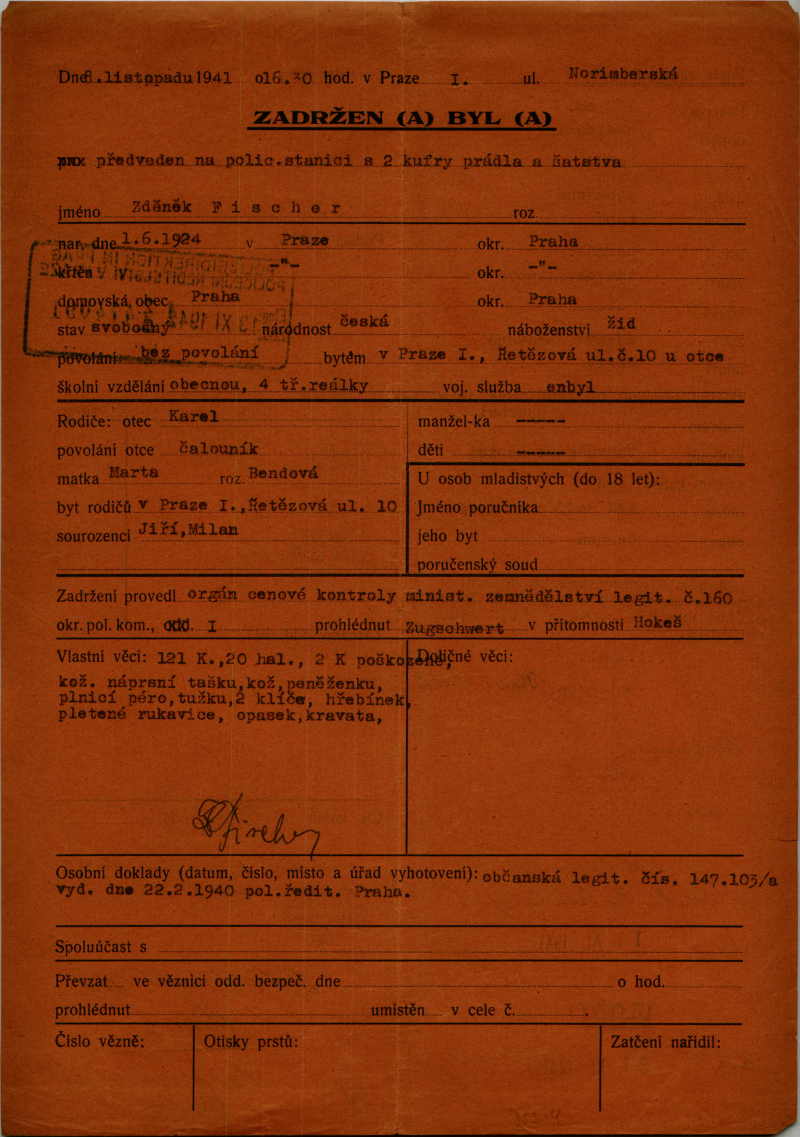 Dne 8.listopadu 1941 o 16.30 hod. v Praze I. ul. Norimberská
ZADRŽEN (A) BYL (A)
předveden na polic.stanici s 2 kufry prádla a šatstva
jméno Zděněk Fischer roz
nar. dne 1.6.1924 v Praze okr. Praha
křtěn v -"- okr. -"-
domovská obec Praha okr. Praha
stav svobodný národnost česká náboženství žid
povolání bez povolání bytěm v Praze I., Řetězová ul.č.10 u otce
školní vzdělání obecnou, 4 tř.reálky voj. služba enbyl
Rodiče: otec Karel manžel-ka -----
povolání otce čalouník děti -----
matka Marta roz. Bendová U osob mladistvých (do 18 let):
byt rodičů v Praze I.,Řetězová ul. 10 Jméno poručníka
sourozenci Jiří,Milan jeho byt
poručenský soud
Zadržení provedl orgán cenové kontroly minist. zemědělství legit. č.160
okr. pol. kom., I prohlédnut Zugschwert v přítomnosti Hokeš
Vlastní věci: 121 K.,20 hal., 2 K poškozené, Doličné věci:
kož. náprsní tašku,kož,peněženku,
plnicí péro,tužku,2 klíče, hřebínek,
pletené rukavice, opasek,kravata,
Fischer
Osobní doklady (datum, číslo, místo a úřad vyhotovení): občanská legit. čís. 147.103/a
vyd. dne 22.2.1940 pol.ředit. Praha.
Spoluúčast s
Převzat ve věznici odd. bezpeč. dne o hod.
prohlédnut umístěn v cele č.
Číslo vězně: Otisky prstů: Zatčení nařídil: